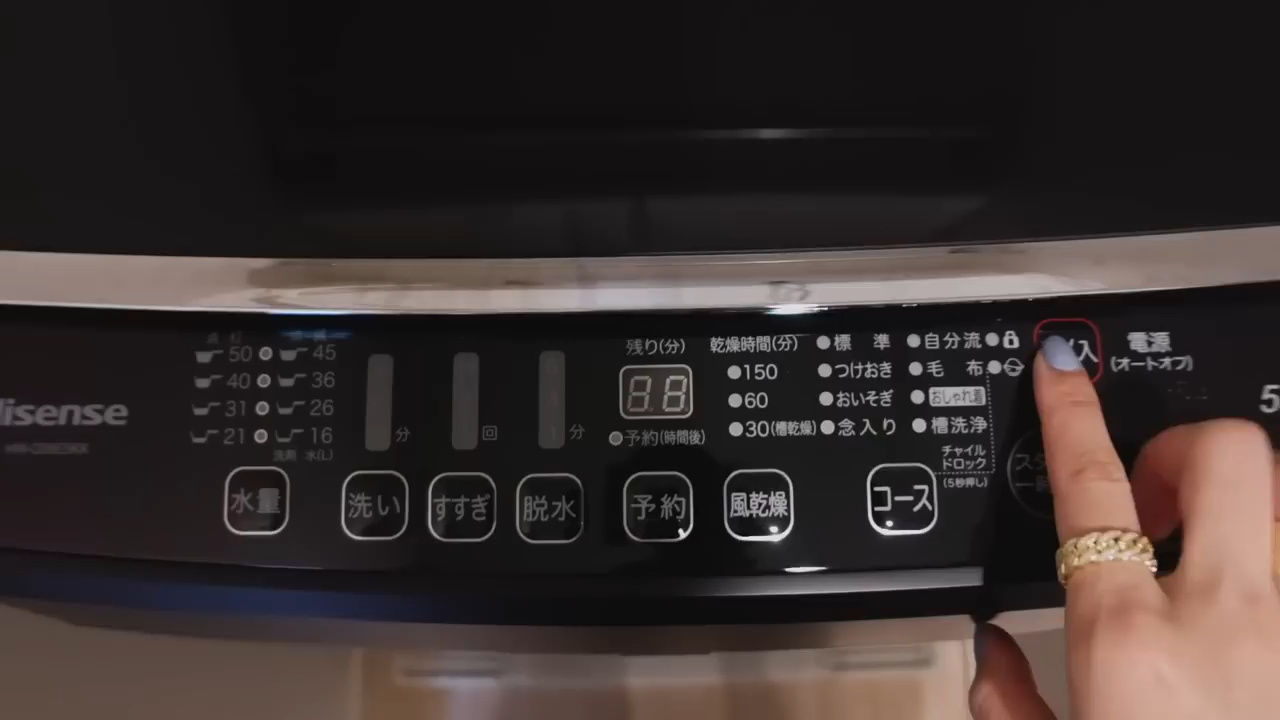 Hisense
50 45
40 36
31 26
21 16
洗剤 水(L)
分
回
分
残り(分)
予約(時間後)
乾燥時間(分)
150
60
30(槽乾燥)
標準
つけおき
おいそぎ
念入り
自分流
毛布
おしゃれ着
槽洗浄
チャイル
ドロック
(5秒押し)
入
電源
(オートオフ)
5
水量
洗い
すすぎ
脱水
予約
風乾燥
コース